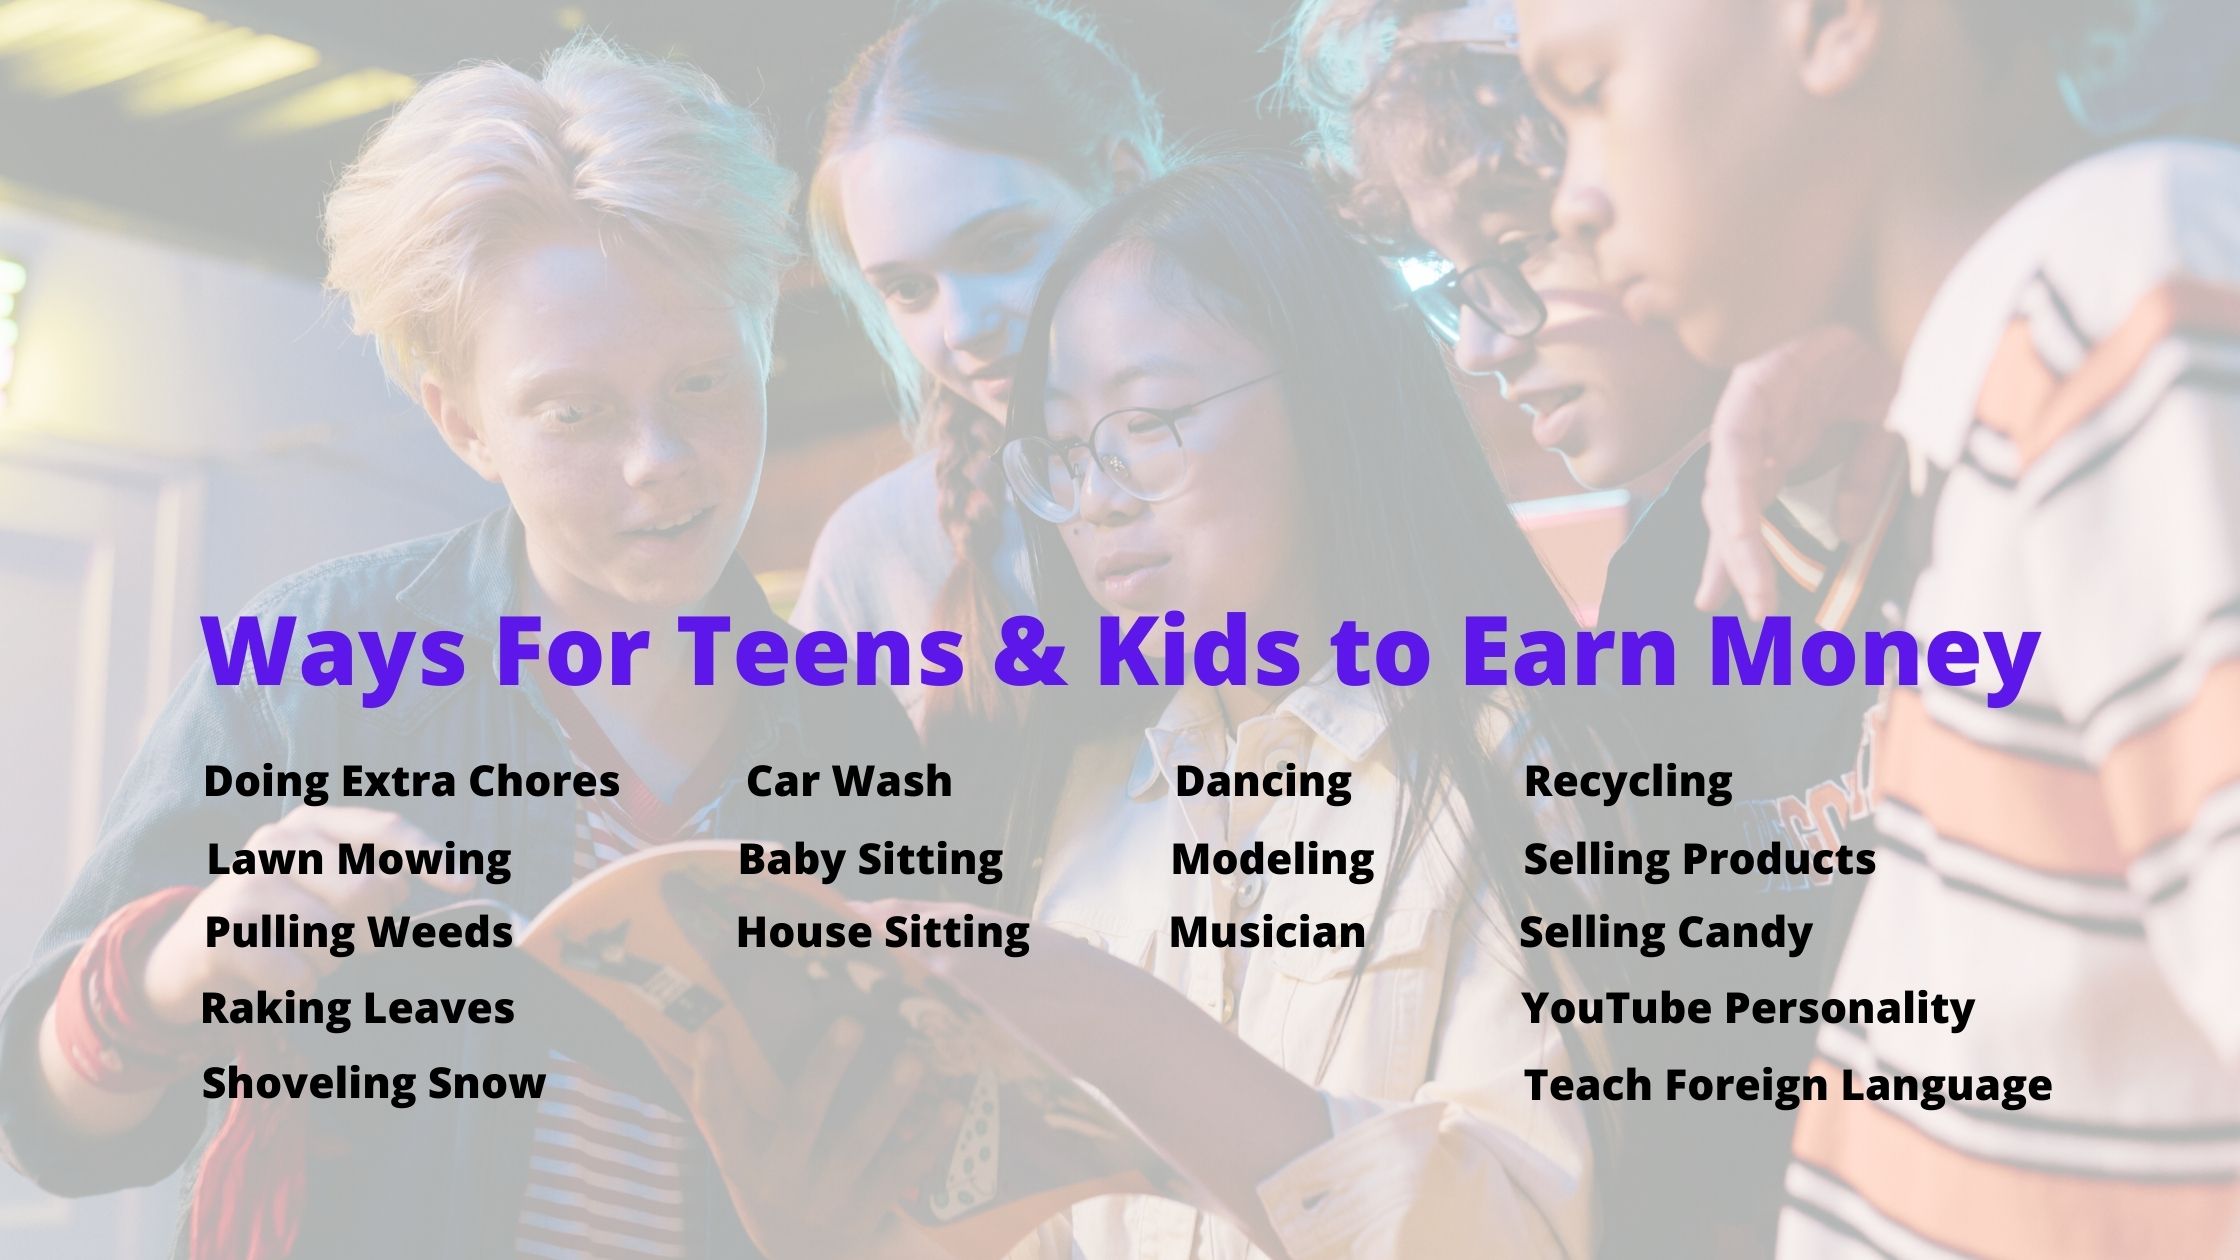 Ways For Teens & Kids to Earn Money
Doing Extra Chores
Lawn Mowing
Pulling Weeds
Raking Leaves
Shoveling Snow
Car Wash
Baby Sitting
House Sitting
Dancing
Modeling
Musician
Recycling
Selling Products
Selling Candy
YouTube Personality
Teach Foreign Language